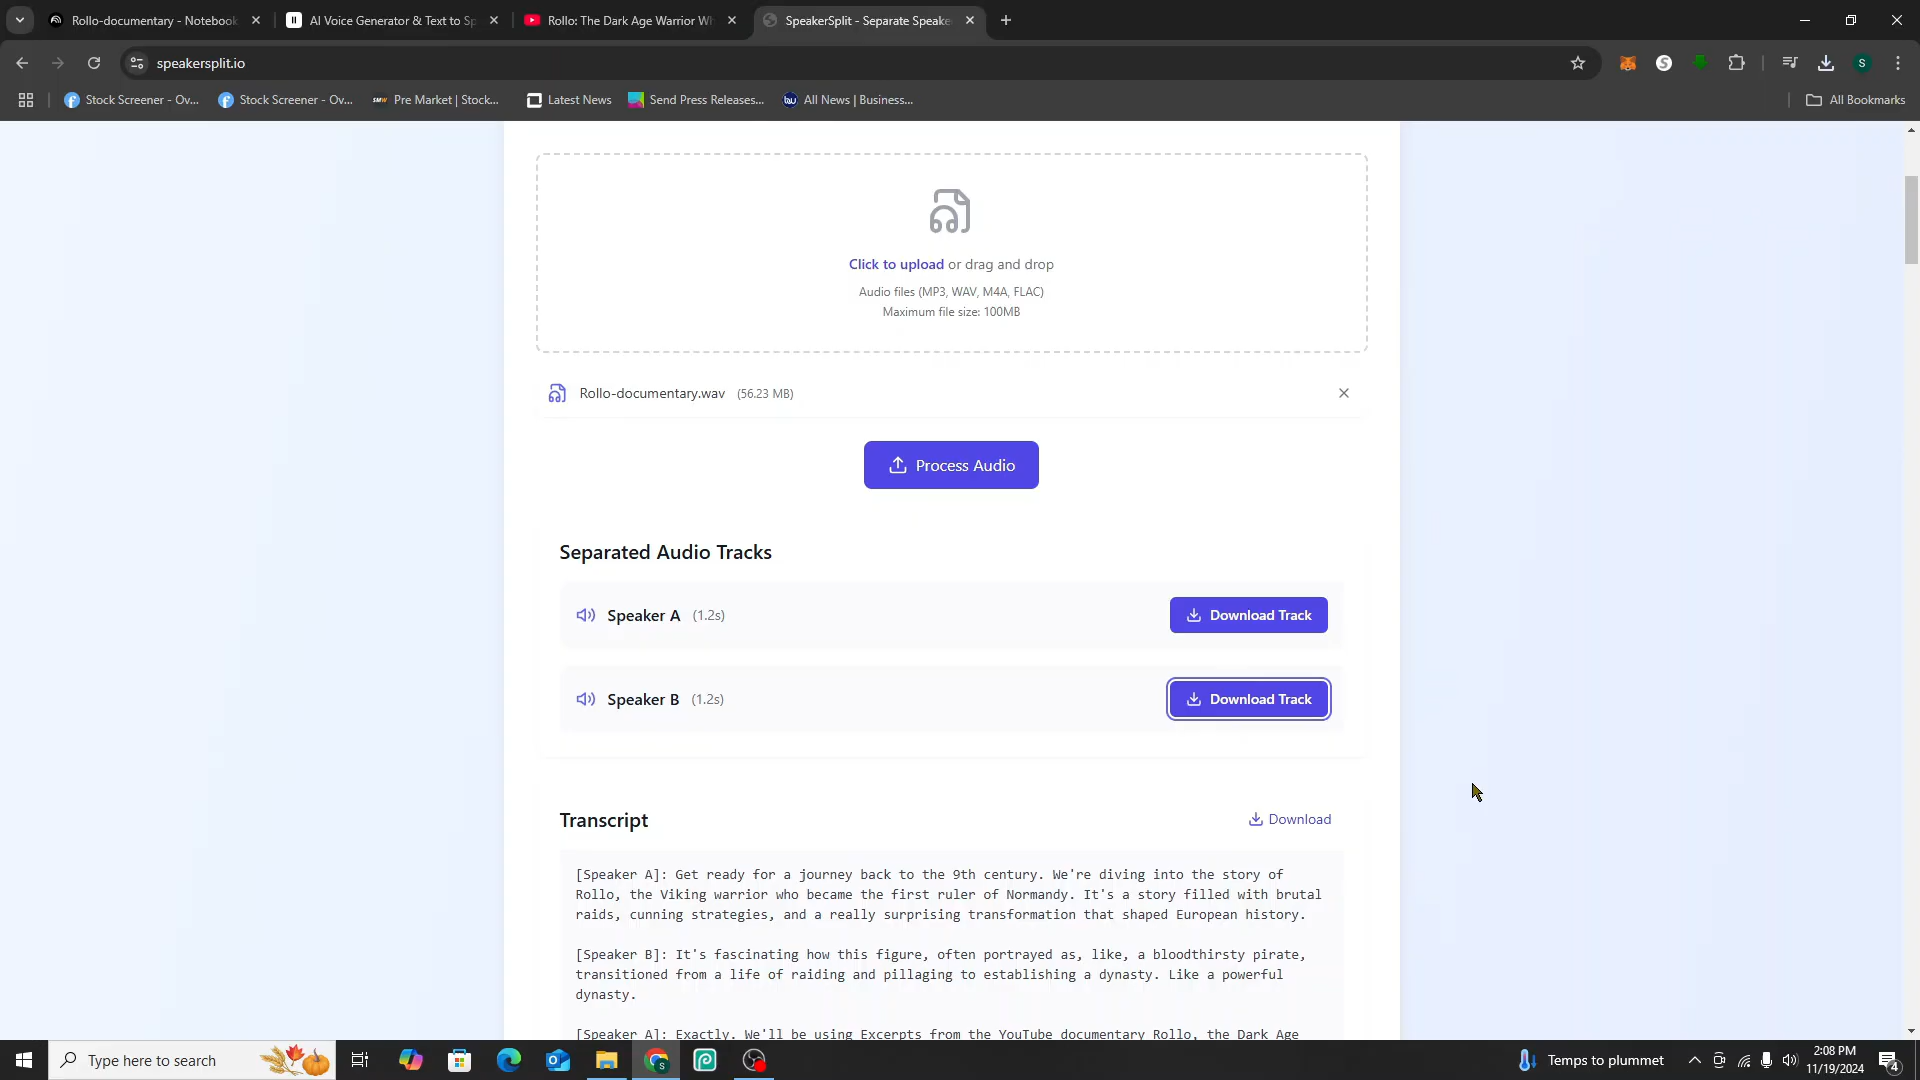 Rollo-documentary - Notebook
AI Voice Generator & Text to Sp
Rollo: The Dark Age Warrior Wh
SpeakerSplit - Separate Speake
speakersplit.io
S
Stock Screener - Ov...
Stock Screener - Ov...
SMW
Pre Market | Stock...
Latest News
Send Press Releases...
All News | Business...
All Bookmarks
Click to upload or drag and drop
Audio files (MP3, WAV, M4A, FLAC)
Maximum file size: 100MB
Rollo-documentary.wav (56.23 MB)
Process Audio
Separated Audio Tracks
Speaker A (1.2s)
Download Track
Speaker B (1.2s)
Download Track
Transcript
Download
[Speaker A]: Get ready for a journey back to the 9th century. We're diving into the story of
Rollo, the Viking warrior who became the first ruler of Normandy. It's a story filled with brutal
raids, cunning strategies, and a really surprising transformation that shaped European history.
[Speaker B]: It's fascinating how this figure, often portrayed as, like, a bloodthirsty pirate,
transitioned from a life of raiding and pillaging to establishing a dynasty. Like a powerful
dynasty.
[Speaker A]: Exactly. We'll be using Excerpts from the YouTube documentary Rollo, the Dark Age
Type here to search
Temps to plummet
2:08 PM
11/19/2024
4